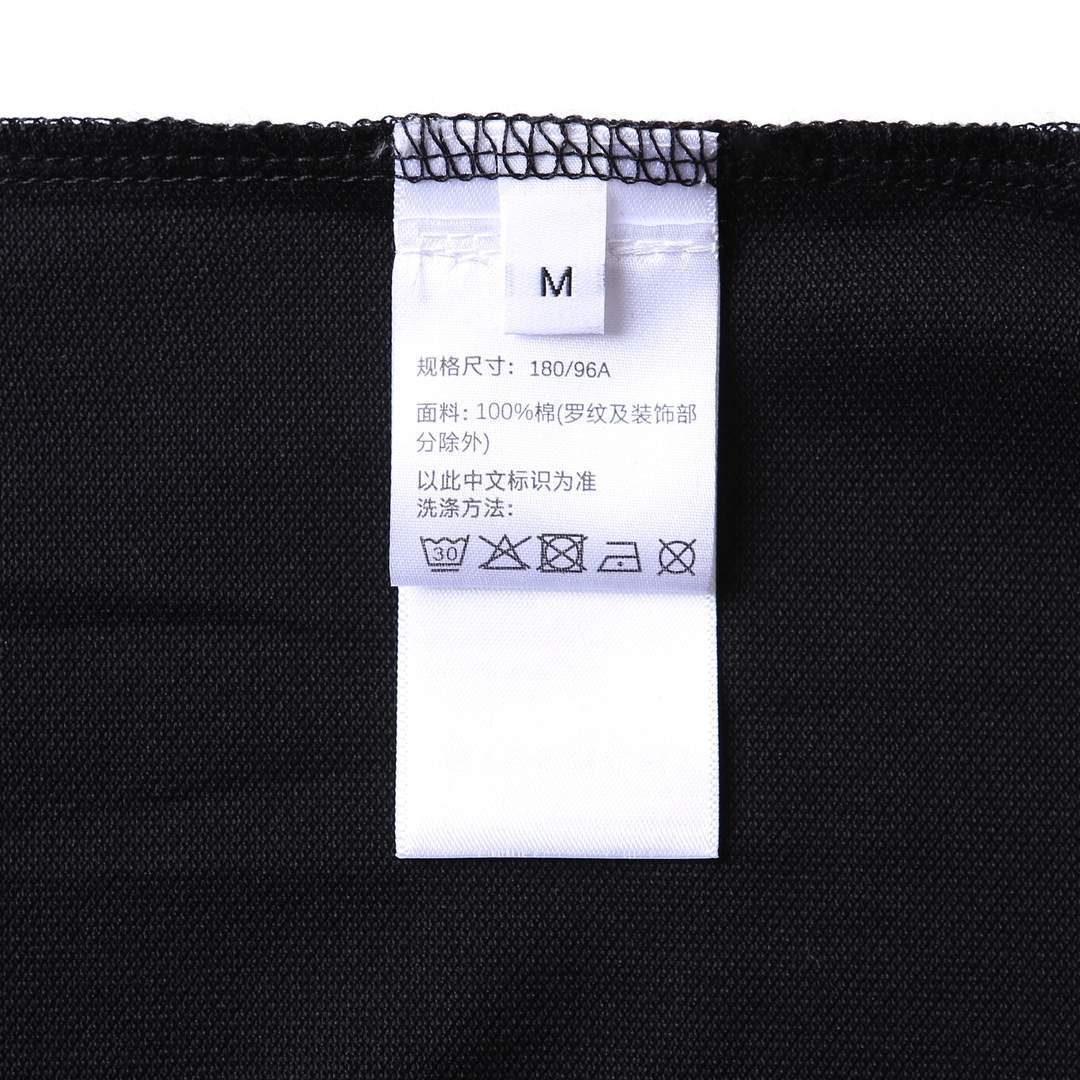 M
规格尺寸：180/96A
面料：100%棉(罗纹及装饰部
分除外)
以此中文标识为准
洗涤方法：
30